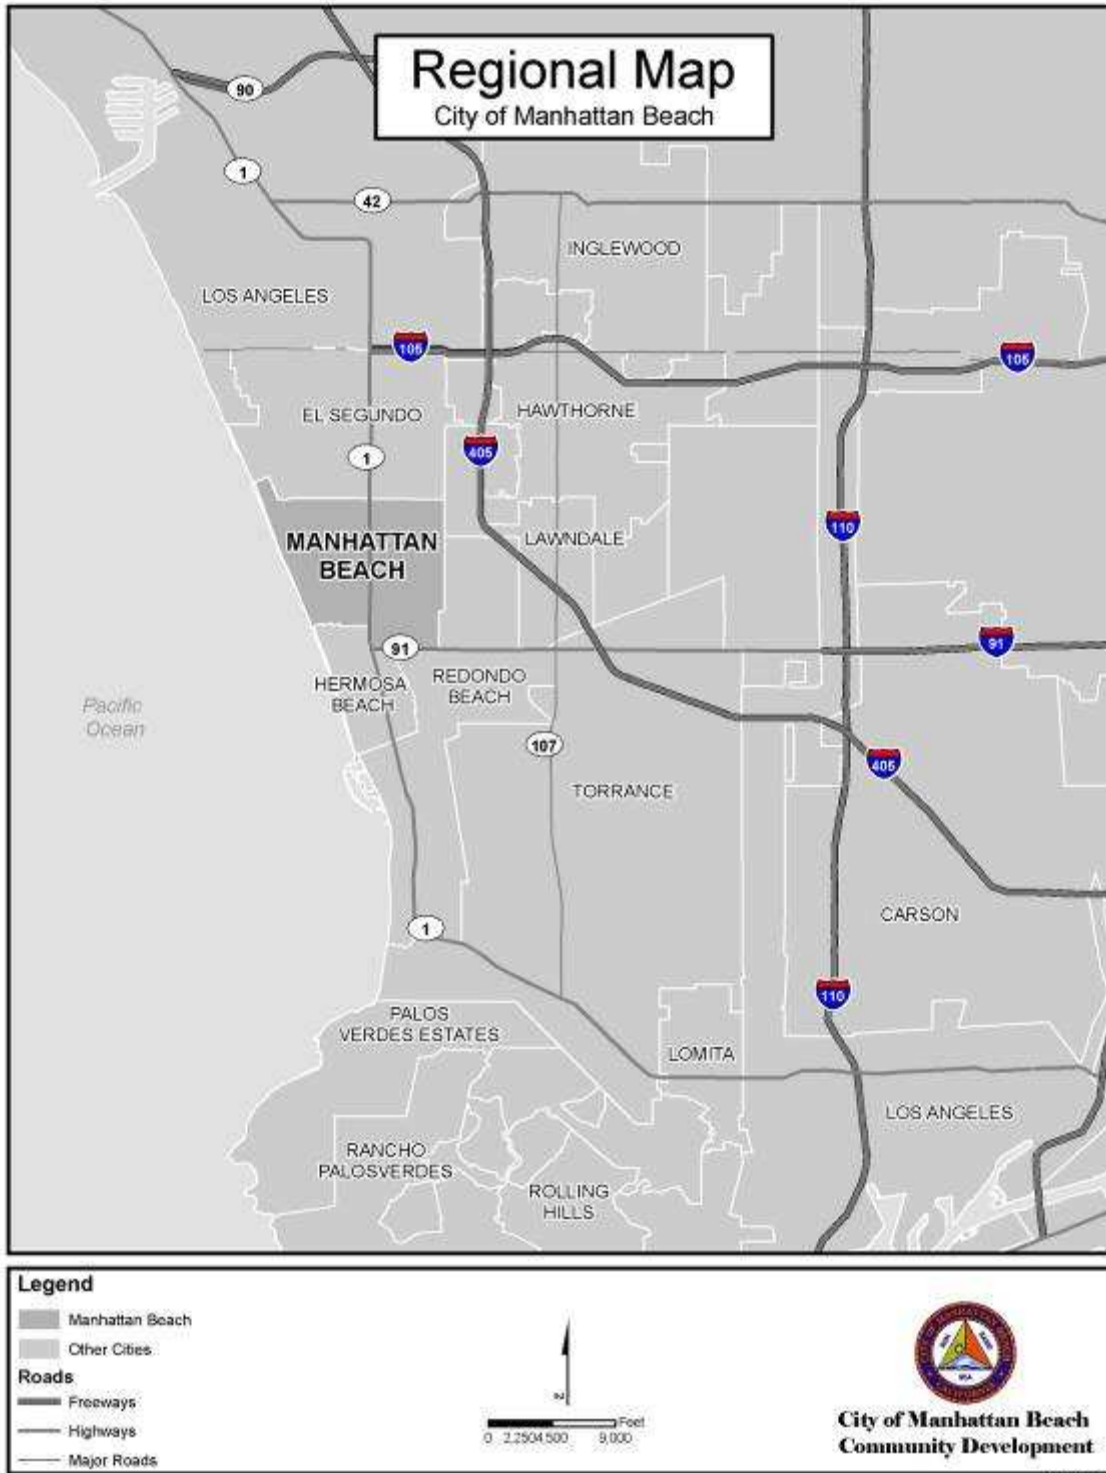 Regional Map
City of Manhattan Beach
90
1
42
INGLEWOOD
LOS ANGELES
105
105
EL SEGUNDO
HAWTHORNE
1
405
MANHATTAN
BEACH
LAWNDALE
110
91
91
HERMOSA
BEACH
REDONDO
BEACH
Pacific
Ocean
107
405
TORRANCE
CARSON
1
110
PALOS
VERDES ESTATES
LOMITA
LOS ANGELES
RANCHO
PALOSVERDES
ROLLING
HILLS
Legend
Manhattan Beach
Other Cities
Roads
Freeways
Highways
Major Roads
N
Feet
0 2,2504,500 9,000
City of Manhattan Beach
Community Development